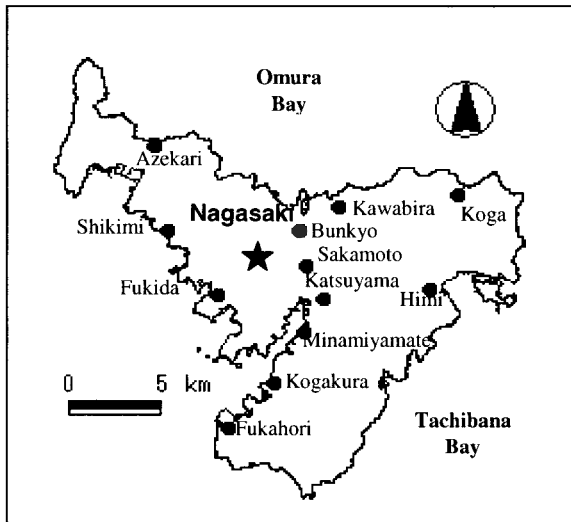 Omura
Bay
Azekari
Nagasaki
Kawabira
Koga
Shikimi
Bunkyo
Sakamoto
Katsuyama
Fukida
Himi
Minamiyamate
0 5 km
Kogakura
Fukahori
Tachibana
Bay